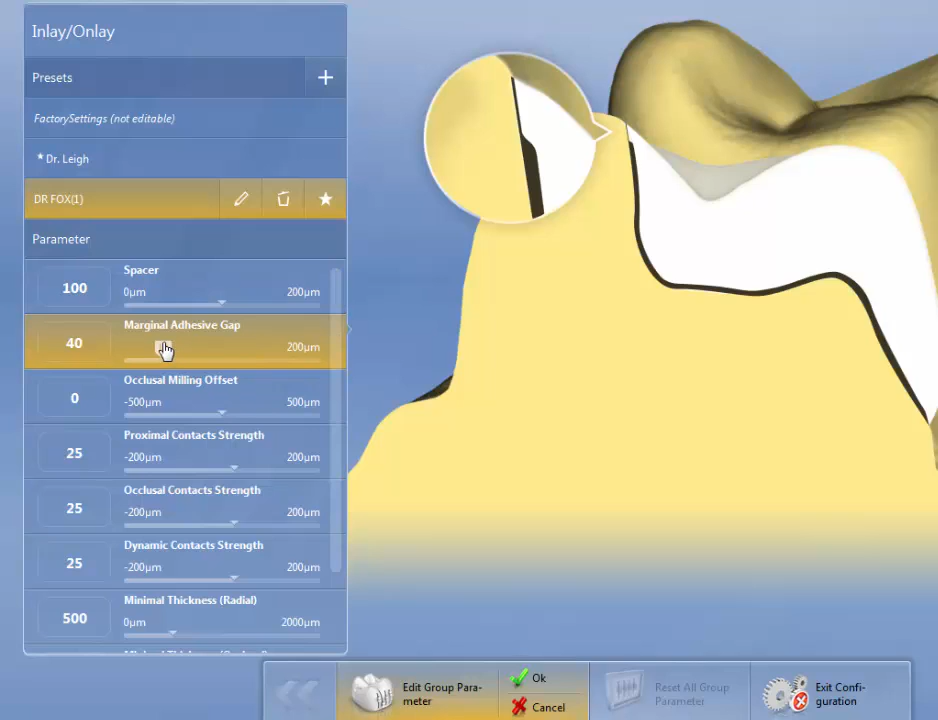 Inlay/Onlay
Presets
FactorySettings (not editable)
* Dr. Leigh
DR FOX(1)
Parameter
Spacer
100
0µm 200µm
Marginal Adhesive Gap
40
200µm
Occlusal Milling Offset
0
-500µm 500µm
Proximal Contacts Strength
25
-200µm 200µm
Occlusal Contacts Strength
25
-200µm 200µm
Dynamic Contacts Strength
25
-200µm 200µm
Minimal Thickness (Radial)
500
0µm 2000µm
Edit Group Para-
meter
Ok
Cancel
Reset All Group
Parameter
Exit Confi-
guration